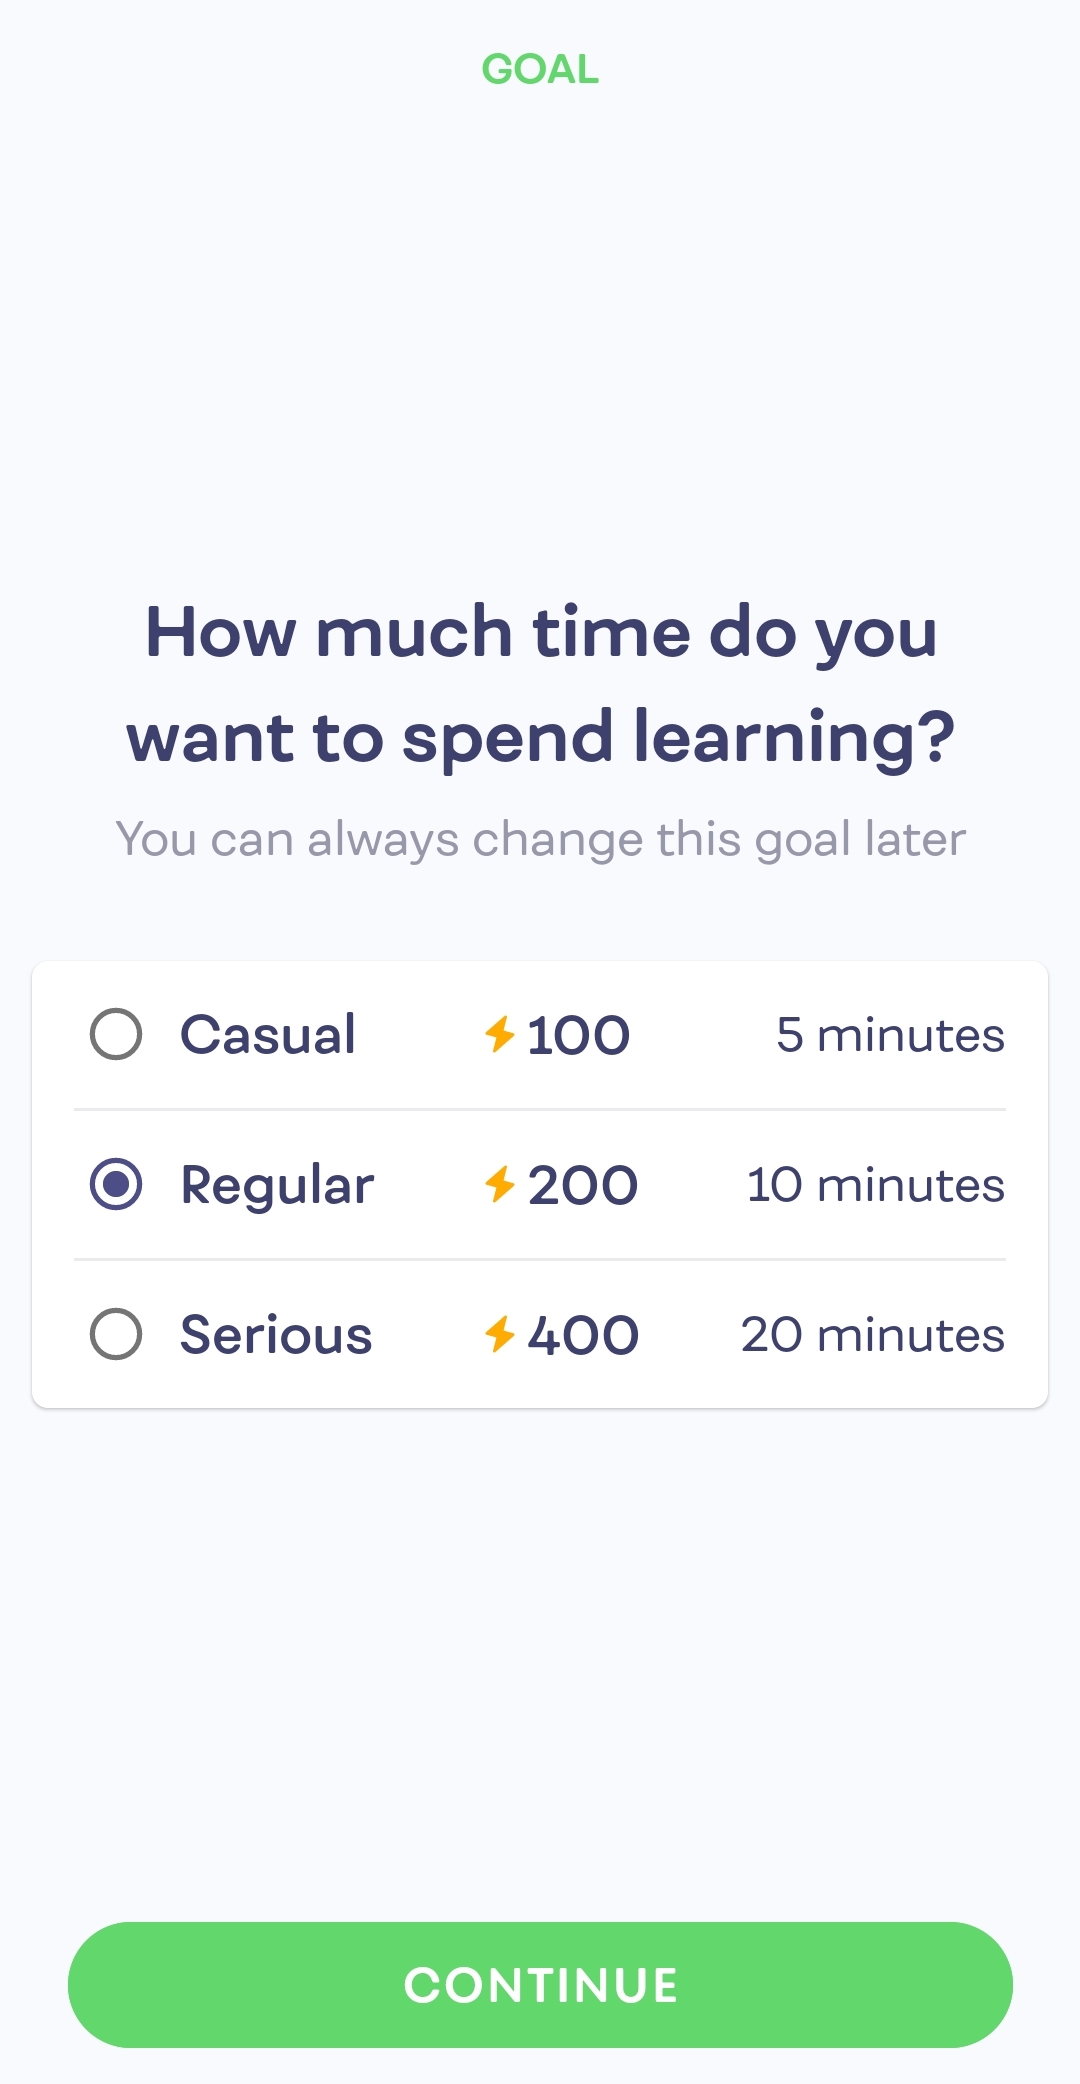 GOAL
How much time do you
want to spend learning?
You can always change this goal later
Casual 100 5 minutes
Regular 200 10 minutes
Serious 400 20 minutes
CONTINUE